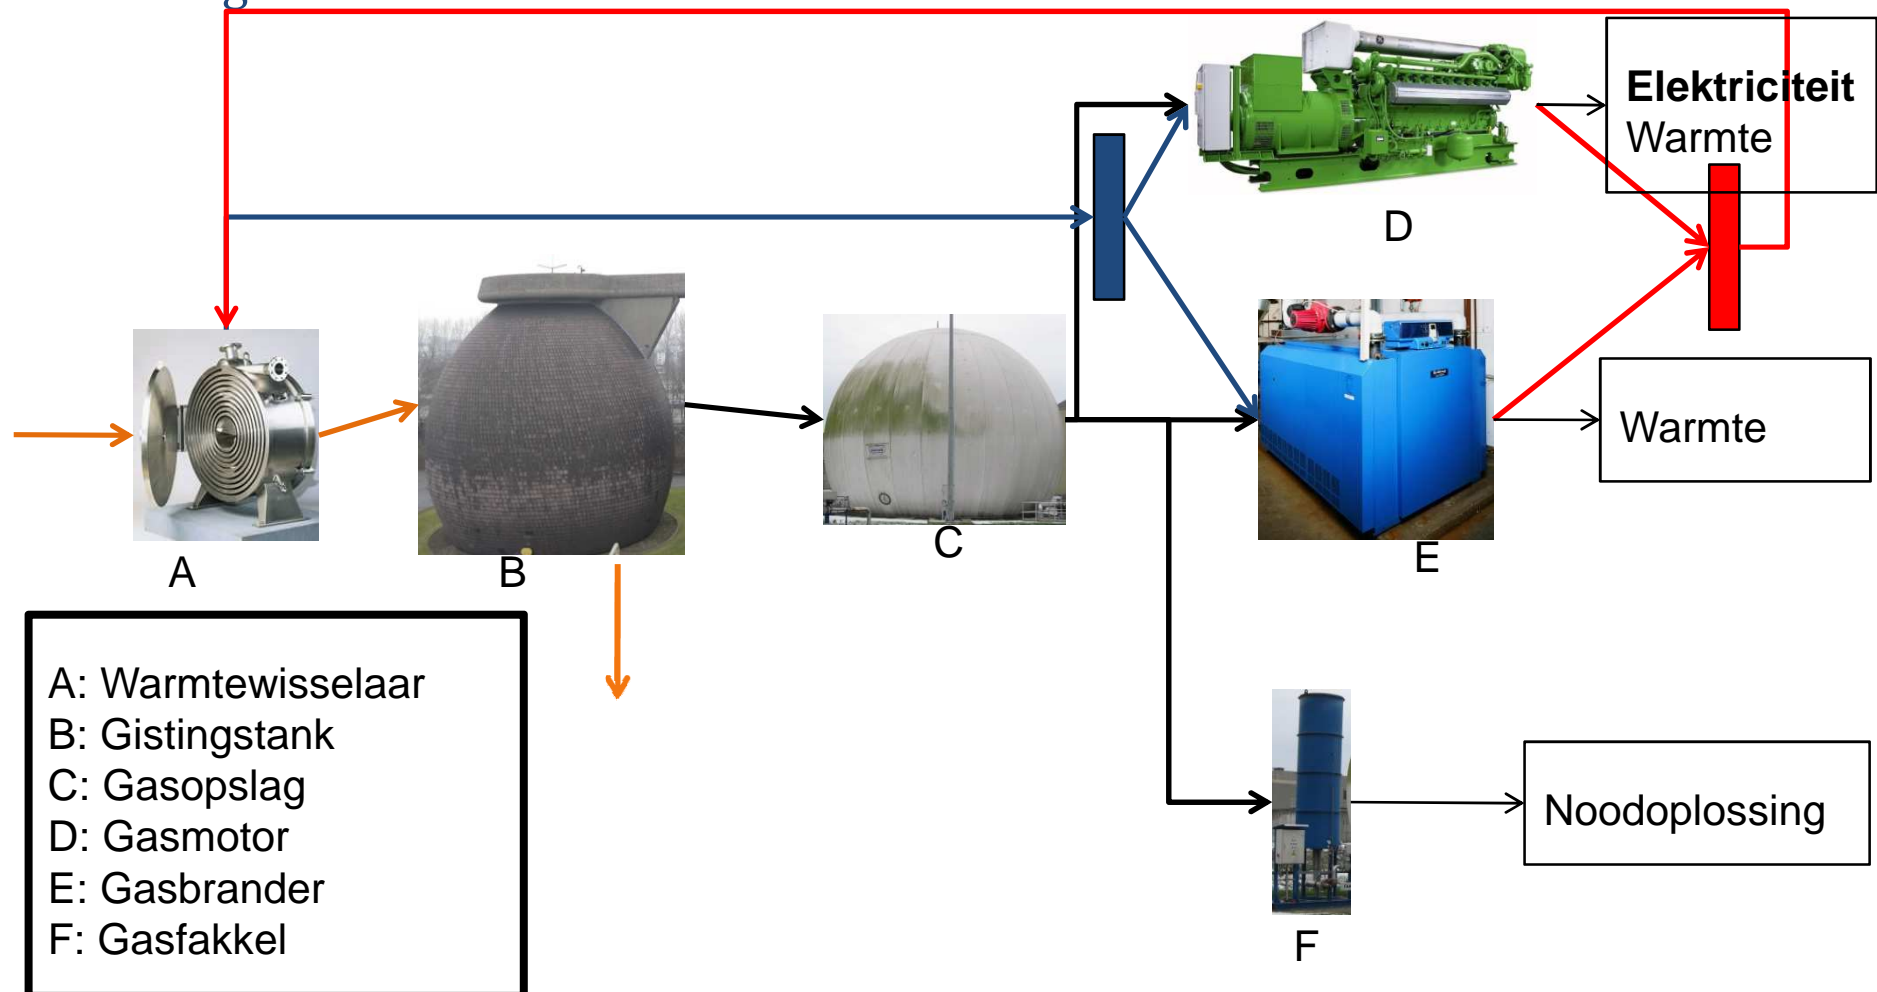 Elektriciteit
Warmte
D
Warmte
A
B
C
E
A: Warmtewisselaar
B: Gistingstank
C: Gasopslag
D: Gasmotor
E: Gasbrander
F: Gasfakkel
Noodoplossing
F